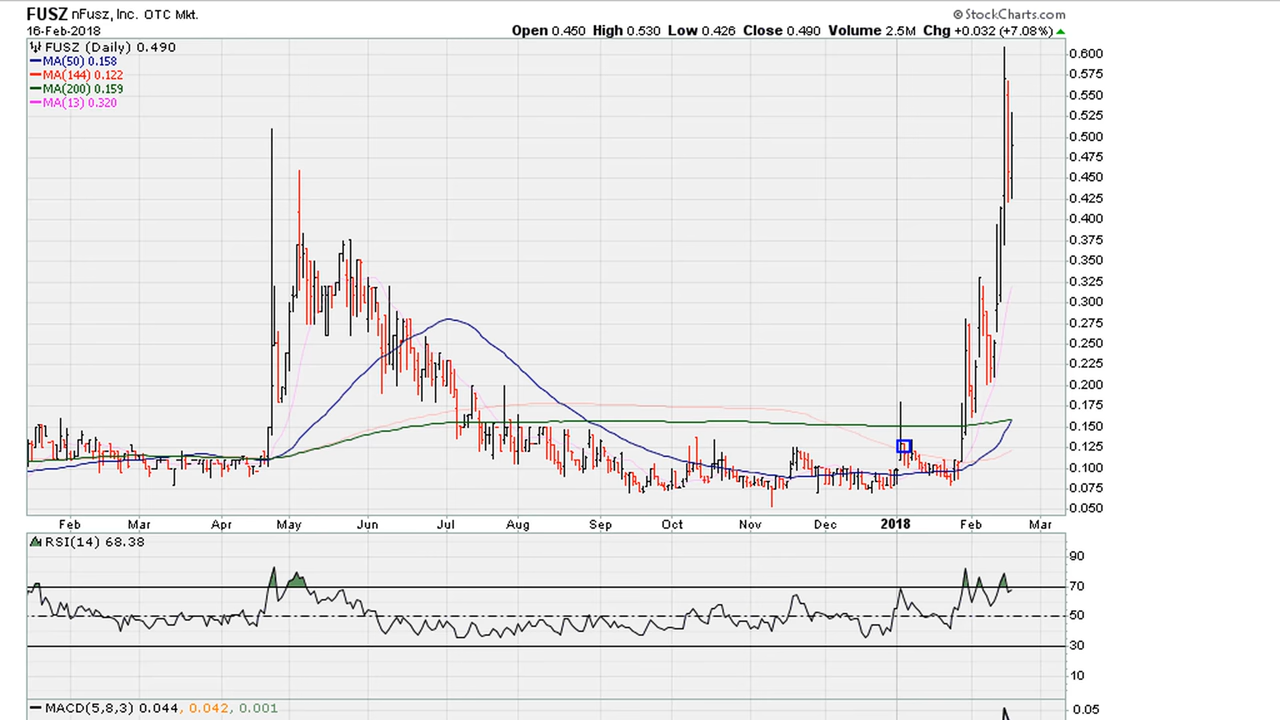 FUSZ nFusz, Inc. OTC Mkt. © StockCharts.com
16-Feb-2018 Open 0.450 High 0.530 Low 0.426 Close 0.490 Volume 2.5M Chg +0.032 (+7.08%)
FUSZ (Daily) 0.490
MA(50) 0.158
MA(144) 0.122
MA(200) 0.159
MA(13) 0.320
0.600
0.575
0.550
0.525
0.500
0.475
0.450
0.425
0.400
0.375
0.350
0.325
0.300
0.275
0.250
0.225
0.200
0.175
0.150
0.125
0.100
0.075
0.050
Feb Mar Apr May Jun Jul Aug Sep Oct Nov Dec 2018 Feb Mar
RSI(14) 68.38
90
70
50
30
10
MACD(5,8,3) 0.044, 0.042, 0.001
0.05